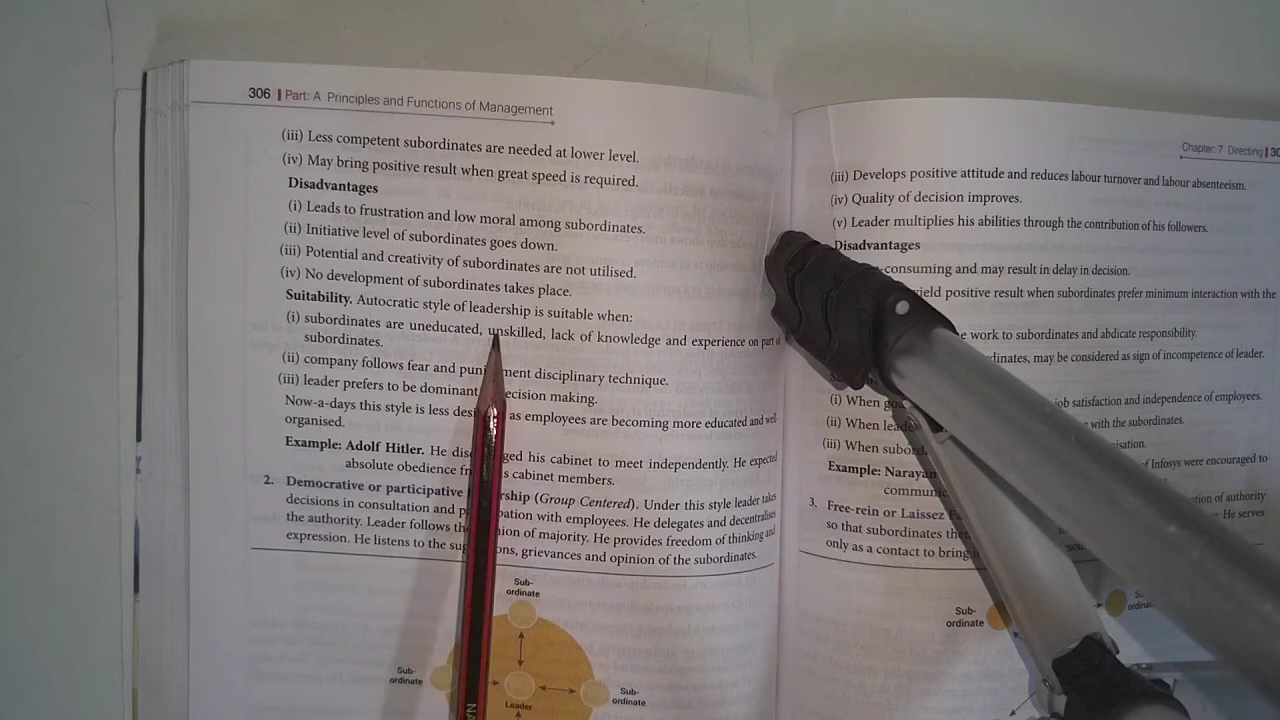 306 | Part: A Principles and Functions of Management
(iii) Less competent subordinates are needed at lower level.
(iv) May bring positive result when great speed is required.
Disadvantages
(i) Leads to frustration and low moral among subordinates.
(ii) Initiative level of subordinates goes down.
(iii) Potential and creativity of subordinates are not utilised.
(iv) No development of subordinates takes place.
Suitability. Autocratic style of leadership is suitable when:
(i) subordinates are uneducated, unskilled, lack of knowledge and experience on part of
subordinates.
(ii) company follows fear and ment disciplinary technique.
(iii) leader prefers to be dominant making.
Now-a-days this style is less as employees are becoming more educated and well-
organised.
Example: Adolf Hitler. He his cabinet to meet independently. He expected
absolute obedience cabinet members.
2. Democrative or participative (Group Centered). Under this style leader takes
decisions in consultation and with employees. He delegates and decentralises
the authority. Leader follows of majority. He provides freedom of thinking and
expression. He listens to the grievances and opinion of the subordinates.
Sub-
ordinate
Sub-
ordinate
Leader
Sub-
ordinate
NA
Chapter: 7 Directing | 30
(iii) Develops positive attitude and reduces labour turnover and labour absenteeism.
(iv) Quality of decision improves.
(v) Leader multiplies his abilities through the contribution of his followers.
Disadvantages
-consuming and may result in delay in decision.
yield positive result when subordinates prefer minimum interaction with the
work to subordinates and abdicate responsibility.
may be considered as sign of incompetence of leader.
(i) When job satisfaction and independence of employees.
(ii) When with the subordinates.
(iii) When
Example: Narayan of Infosys were encouraged to
of authority
3. Free-rein or Laissez He serves
so that subordinates
only as a contact to bring
Sub-
ordinate